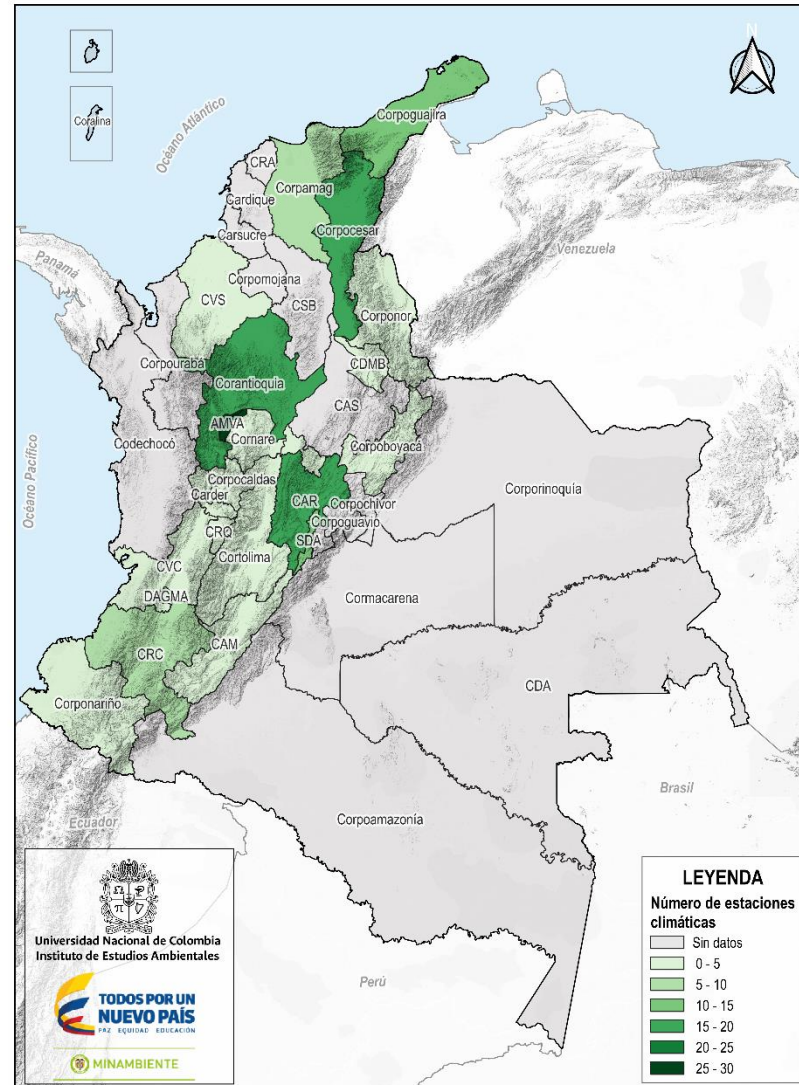 N
Coralina
Océano Atlántico
Corpoguajira
CRA
Corpamag
Cardique
Corpocesar
Carsucre
Venezuela
Panamá
Corpomojana
CVS
CSB
Corponor
Corpourabá
CDMB
Corantioquia
CAS
AMVA
Cornare
Codechocó
Corpoboyacá
Océano Pacífico
Corpocaldas
Corporinoquía
Carder
CAR
Corpochivor
Corpoguavio
CRQ
SDA
Cortolima
CVC
DAGMA
Cormacarena
CAM
CRC
CDA
Corponariño
Brasil
Ecuador
Corpoamazonía
Perú
Universidad Nacional de Colombia
Instituto de Estudios Ambientales
TODOS POR UN
NUEVO PAÍS
PAZ EQUIDAD EDUCACIÓN
MINAMBIENTE
LEYENDA
Número de estaciones
climáticas
Sin datos
0 - 5
5 - 10
10 - 15
15 - 20
20 - 25
25 - 30